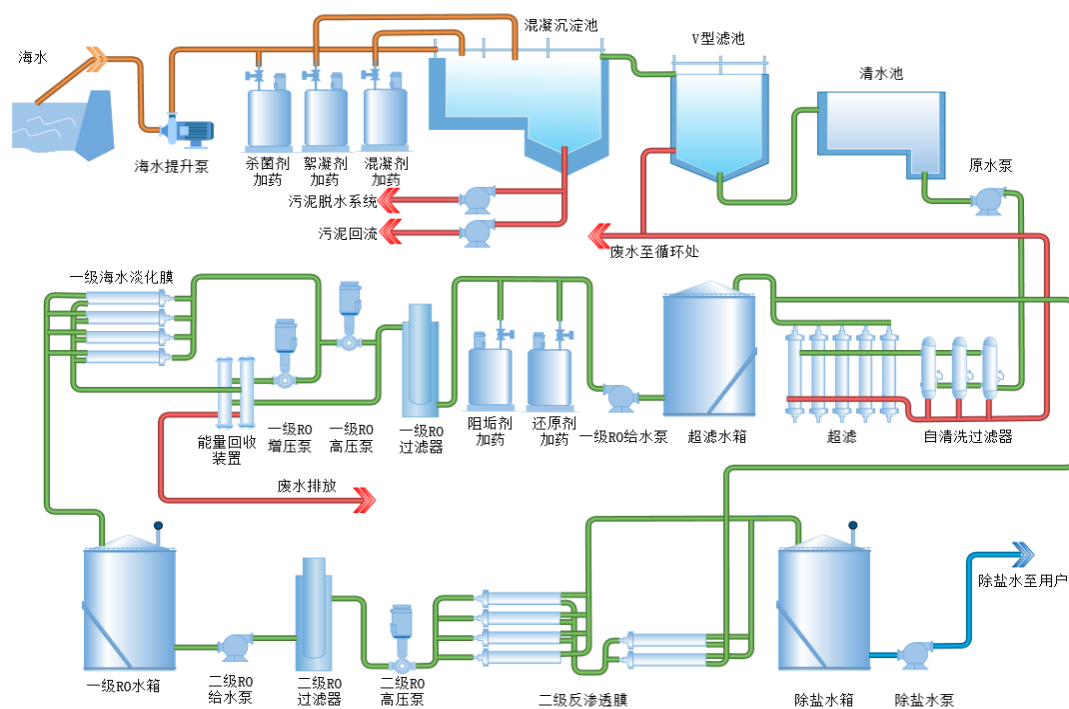 混凝沉淀池
V型滤池
海水
清水池
海水提升泵
杀菌剂
加药
絮凝剂
加药
混凝剂
加药
原水泵
污泥脱水系统
污泥回流
废水至循环处
一级海水淡化膜
能量回收
装置
一级RO
增压泵
一级RO
高压泵
一级RO
过滤器
阻垢剂
加药
还原剂
加药
一级RO给水泵
超滤水箱
超滤
自清洗过滤器
废水排放
除盐水至用户
一级RO水箱
二级RO
给水泵
二级RO
过滤器
二级RO
高压泵
二级反渗透膜
除盐水箱
除盐水泵